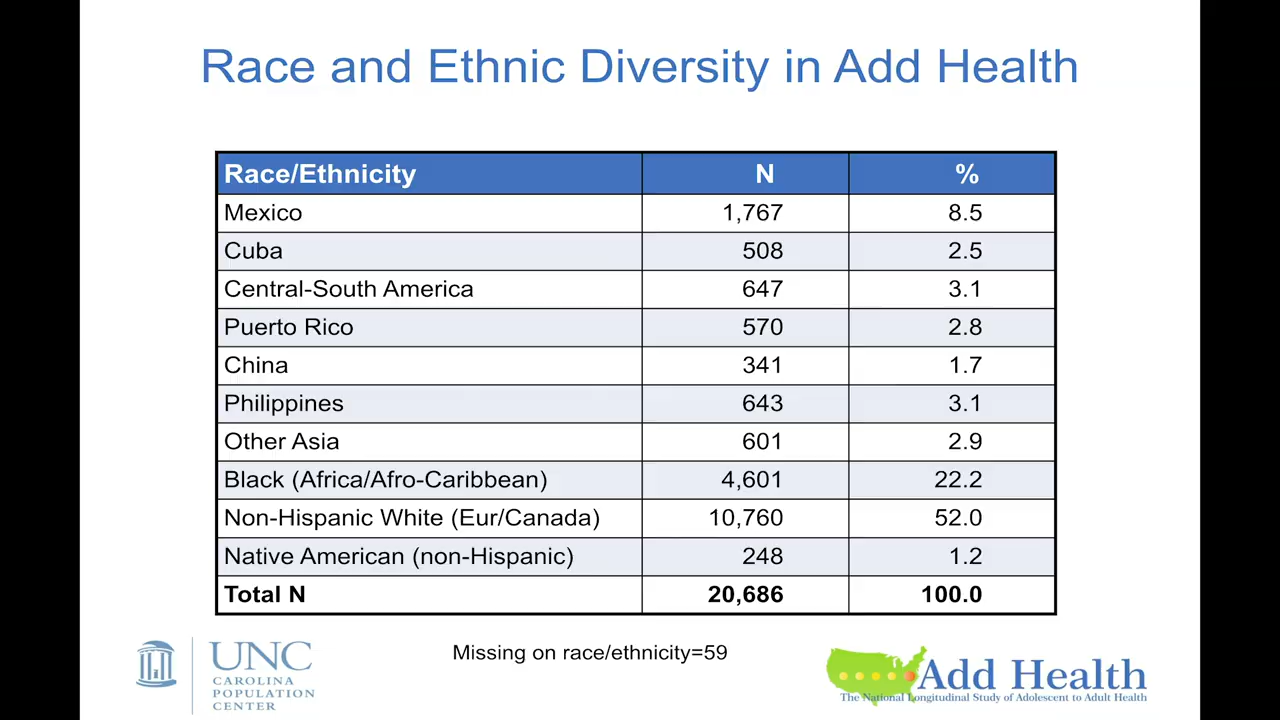 Race and Ethnic Diversity in Add Health
Race/Ethnicity N %
Mexico 1,767 8.5
Cuba 508 2.5
Central-South America 647 3.1
Puerto Rico 570 2.8
China 341 1.7
Philippines 643 3.1
Other Asia 601 2.9
Black (Africa/Afro-Caribbean) 4,601 22.2
Non-Hispanic White (Eur/Canada) 10,760 52.0
Native American (non-Hispanic) 248 1.2
Total N 20,686 100.0
Missing on race/ethnicity=59
UNC
CAROLINA
POPULATION
CENTER
Add Health
The National Longitudinal Study of Adolescent to Adult Health